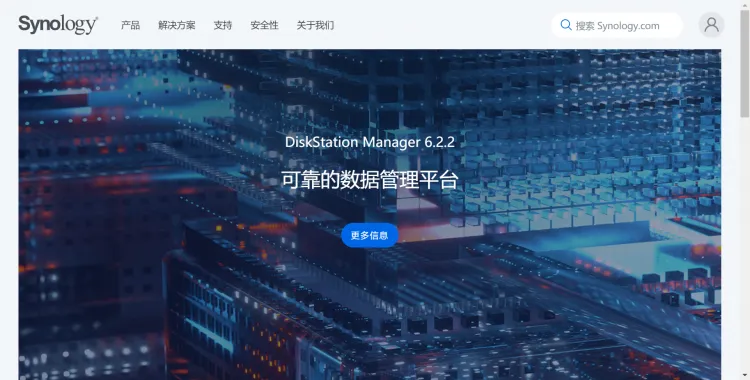 Synology®
产品 解决方案 支持 安全性 关于我们
搜索 Synology.com
DiskStation Manager 6.2.2
可靠的数据管理平台
更多信息